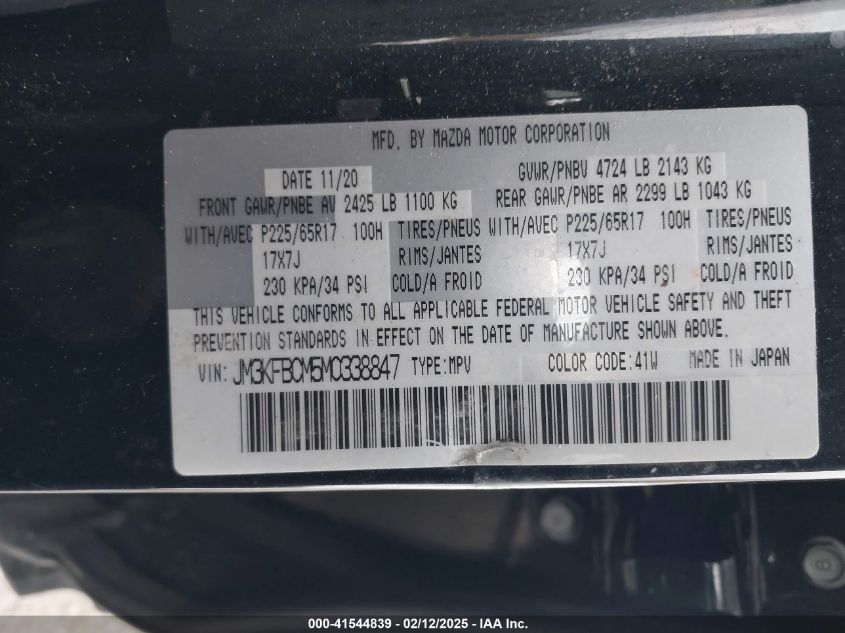 MFD. BY MAZDA MOTOR CORPORATION
DATE 11/20 GVWR/PNBV 4724 LB 2143 KG
FRONT GAWR/PNBE AV 2425 LB 1100 KG REAR GAWR/PNBE AR 2299 LB 1043 KG
WITH/AVEC P225/65R17 100H TIRES/PNEUS WITH/AVEC P225/65R17 100H TIRES/PNEUS
17X7J RIMS/JANTES 17X7J RIMS/JANTES
230 KPA/34 PSI COLD/A FROID 230 KPA/34 PSI COLD/A FROID
THIS VEHICLE CONFORMS TO ALL APPLICABLE FEDERAL MOTOR VEHICLE SAFETY AND THEFT
PREVENTION STANDARDS IN EFFECT ON THE DATE OF MANUFACTURE SHOWN ABOVE.
VIN: JM3KFBCM5M0338847 TYPE:MPV COLOR CODE:41W MADE IN JAPAN
000-41544839 - 02/12/2025 - IAA Inc.